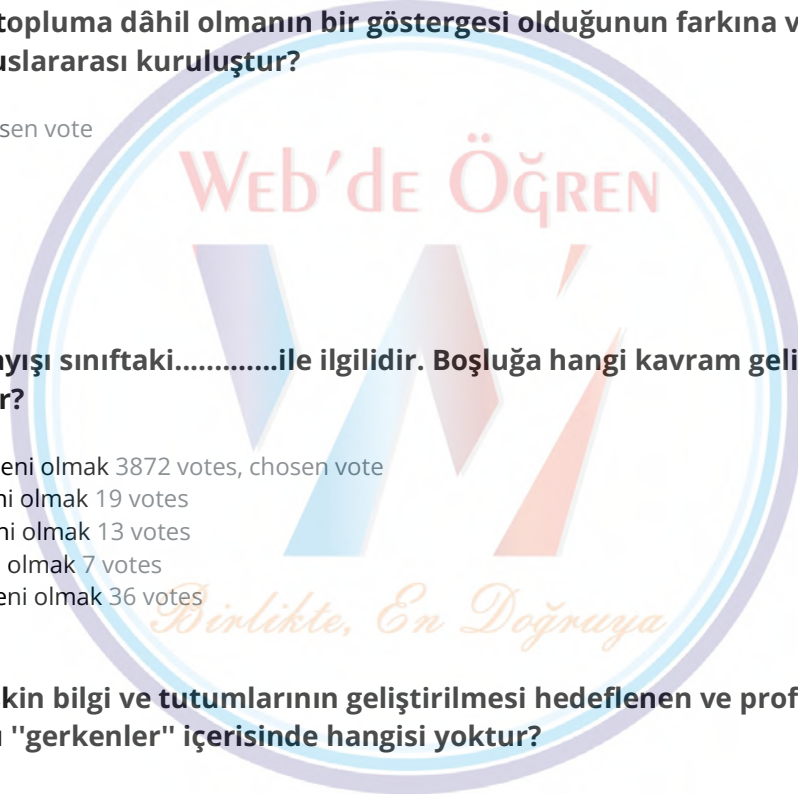 topluma dâhil olmanın bir göstergesi olduğunun farkına v
uslararası kuruluştur?
sen vote
WEB'DE ÖĞREN
yışı sınıftaki.............ile ilgilidir. Boşluğa hangi kavram geli
r?
eni olmak 3872 votes, chosen vote
ni olmak 19 votes
ni olmak 13 votes
i olmak 7 votes
eni olmak 36 votes
Birlikte, En Doğruya
kin bilgi ve tutumlarının geliştirilmesi hedeflenen ve prof
ı "gerkenler" içerisinde hangisi yoktur?